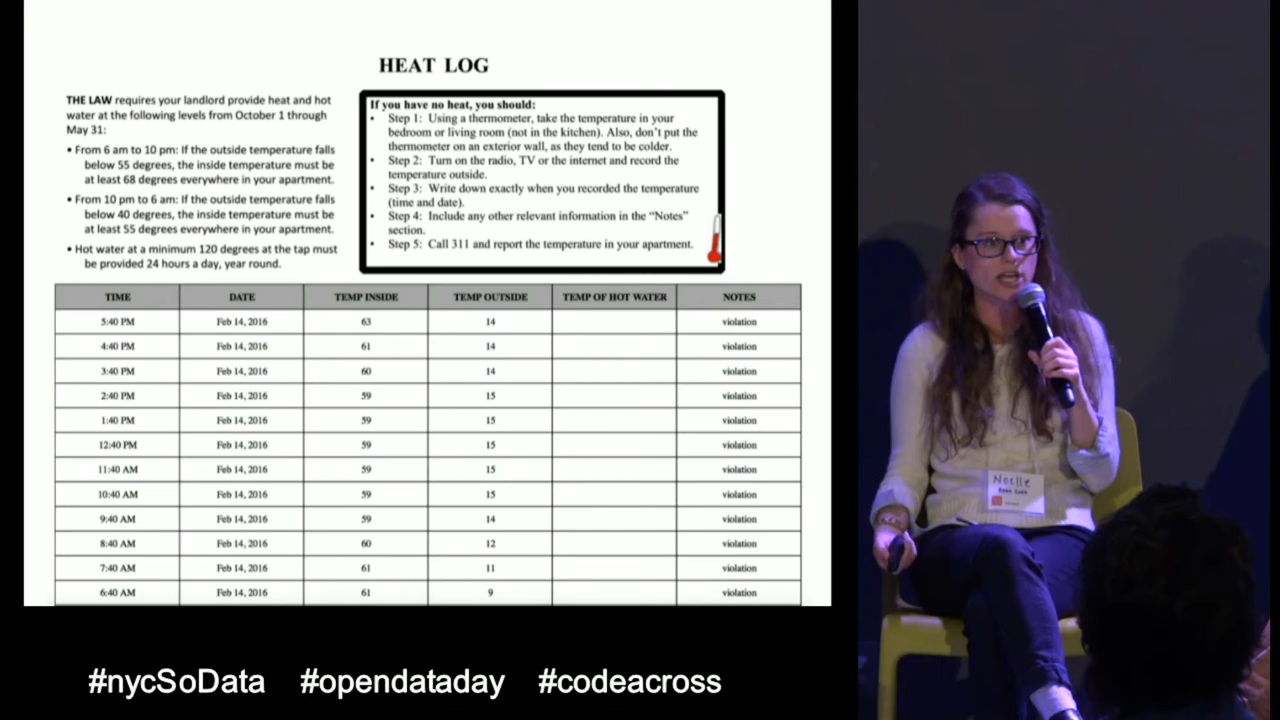 HEAT LOG
THE LAW requires your landlord provide heat and hot
water at the following levels from October 1 through
May 31:
• From 6 am to 10 pm: If the outside temperature falls
below 55 degrees, the inside temperature must be
at least 68 degrees everywhere in your apartment.
• From 10 pm to 6 am: If the outside temperature falls
below 40 degrees, the inside temperature must be
at least 55 degrees everywhere in your apartment.
• Hot water at a minimum 120 degrees at the tap must
be provided 24 hours a day, year round.
If you have no heat, you should:
• Step 1: Using a thermometer, take the temperature in your
bedroom or living room (not in the kitchen). Also, don't put the
thermometer on an exterior wall, as they tend to be colder.
• Step 2: Turn on the radio, TV or the internet and record the
temperature outside.
• Step 3: Write down exactly when you recorded the temperature
(time and date).
• Step 4: Include any other relevant information in the “Notes”
section.
• Step 5: Call 311 and report the temperature in your apartment.
TIME DATE TEMP INSIDE TEMP OUTSIDE TEMP OF HOT WATER NOTES
5:40 PM Feb 14, 2016 63 14 violation
4:40 PM Feb 14, 2016 61 14 violation
3:40 PM Feb 14, 2016 60 14 violation
2:40 PM Feb 14, 2016 59 15 violation
1:40 PM Feb 14, 2016 59 15 violation
12:40 PM Feb 14, 2016 59 15 violation
11:40 AM Feb 14, 2016 59 15 violation
10:40 AM Feb 14, 2016 59 15 violation
9:40 AM Feb 14, 2016 59 14 violation
8:40 AM Feb 14, 2016 60 12 violation
7:40 AM Feb 14, 2016 61 11 violation
6:40 AM Feb 14, 2016 61 9 violation
Noelle
#nycSoData #opendataday #codeacross